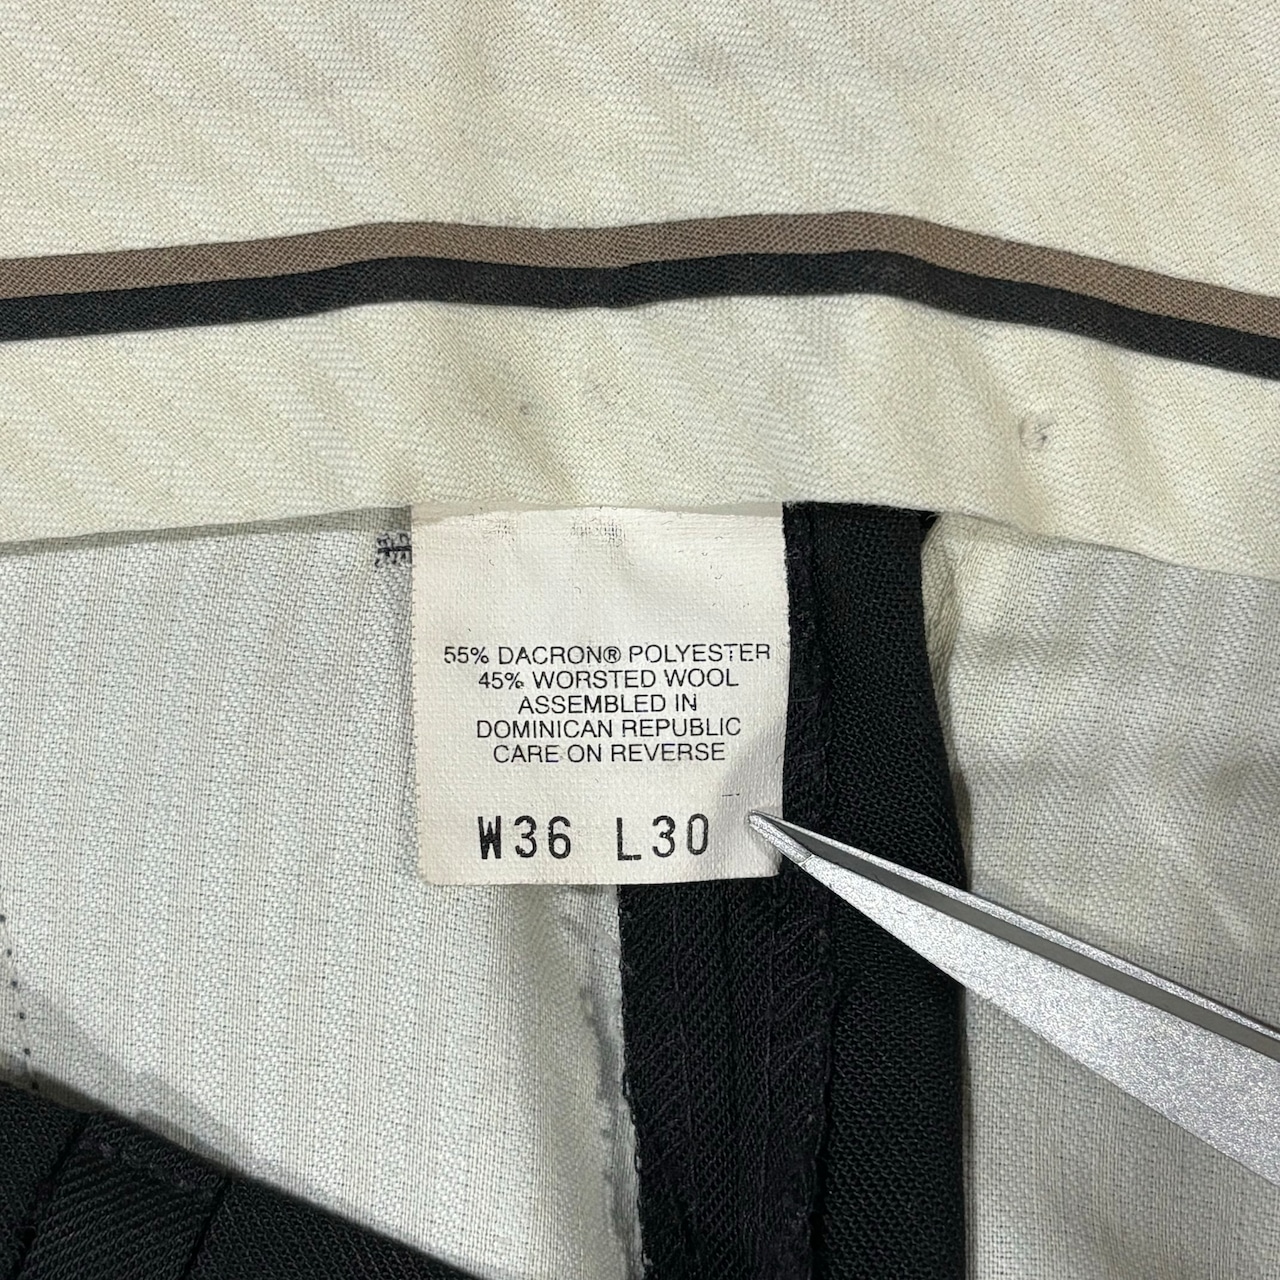 55% DACRON® POLYESTER
45% WORSTED WOOL
ASSEMBLED IN
DOMINICAN REPUBLIC
CARE ON REVERSE
W36 L30